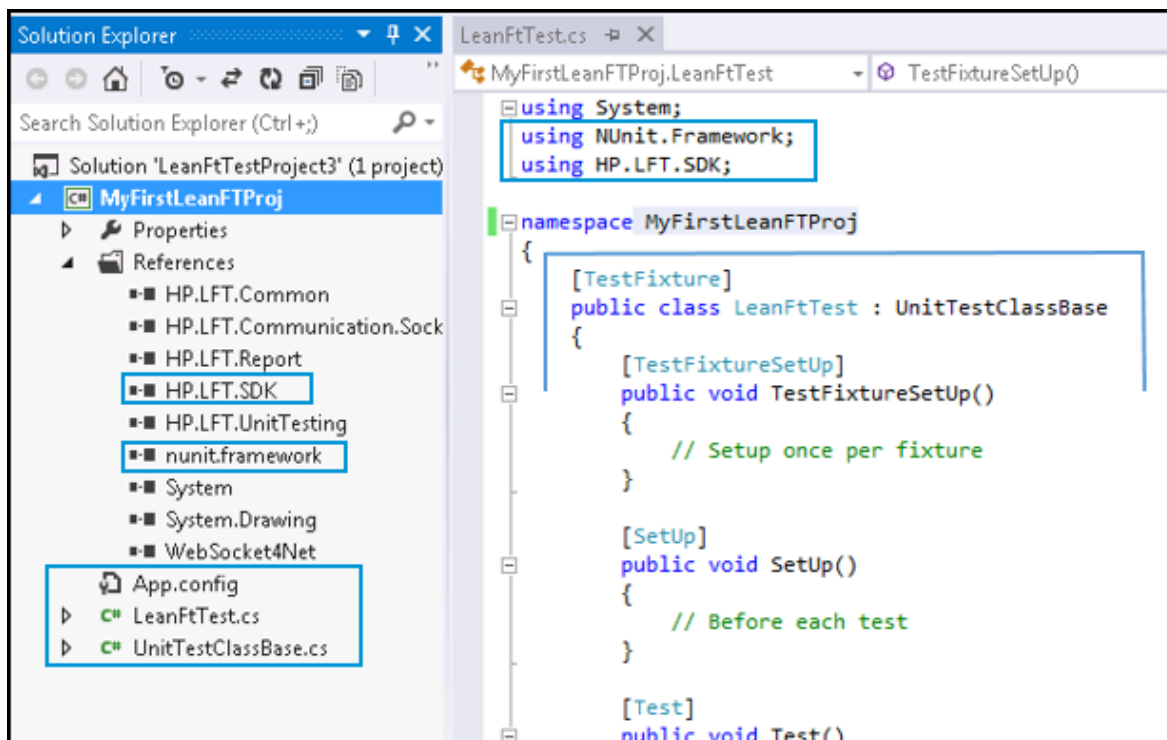 Solution Explorer
Search Solution Explorer (Ctrl+;)
Solution 'LeanFtTestProject3' (1 project)
C# MyFirstLeanFTProj
Properties
References
HP.LFT.Common
HP.LFT.Communication.Sock
HP.LFT.Report
HP.LFT.SDK
HP.LFT.UnitTesting
nunit.framework
System
System.Drawing
WebSocket4Net
App.config
C# LeanFtTest.cs
C# UnitTestClassBase.cs
LeanFtTest.cs
MyFirstLeanFTProj.LeanFtTest
TestFixtureSetUp()
using System;
using NUnit.Framework;
using HP.LFT.SDK;
namespace MyFirstLeanFTProj
{
[TestFixture]
public class LeanFtTest : UnitTestClassBase
{
[TestFixtureSetUp]
public void TestFixtureSetUp()
{
// Setup once per fixture
}
[SetUp]
public void SetUp()
{
// Before each test
}
[Test]
public void Test()